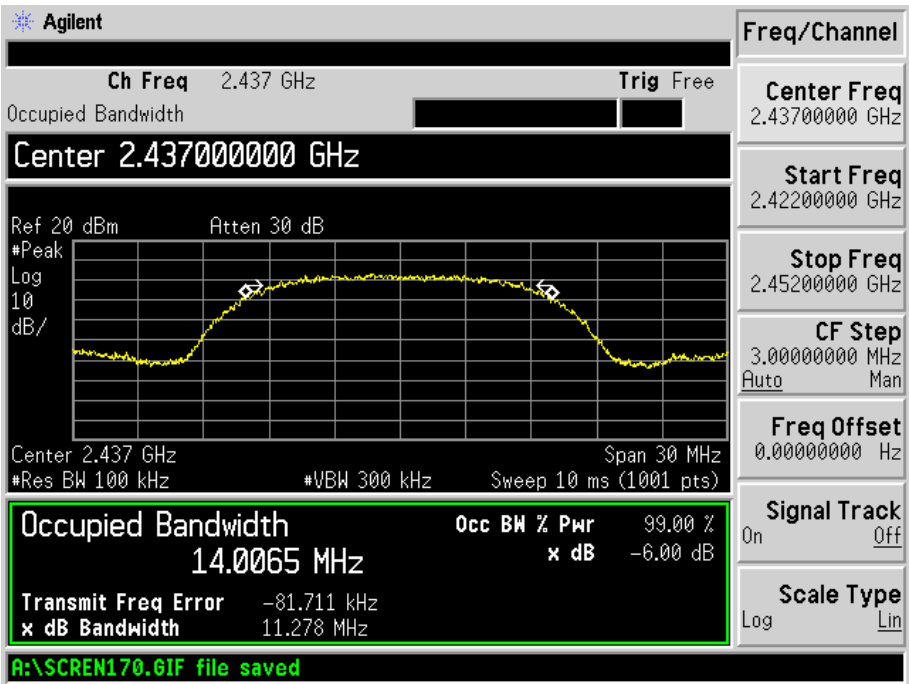 Agilent
Freq/Channel
Ch Freq 2.437 GHz Trig Free
Occupied Bandwidth
Center 2.437000000 GHz
Ref 20 dBm Atten 30 dB
#Peak
Log
10
dB/
Center 2.437 GHz Span 30 MHz
#Res BW 100 kHz #VBW 300 kHz Sweep 10 ms (1001 pts)
Occupied Bandwidth
14.0065 MHz
Occ BW % Pwr 99.00 %
x dB -6.00 dB
Transmit Freq Error -81.711 kHz
x dB Bandwidth 11.278 MHz
A:\SCREN170.GIF file saved
Center Freq
2.43700000 GHz
Start Freq
2.42200000 GHz
Stop Freq
2.45200000 GHz
CF Step
3.00000000 MHz
Auto Man
Freq Offset
0.00000000 Hz
Signal Track
On Off
Scale Type
Log Lin